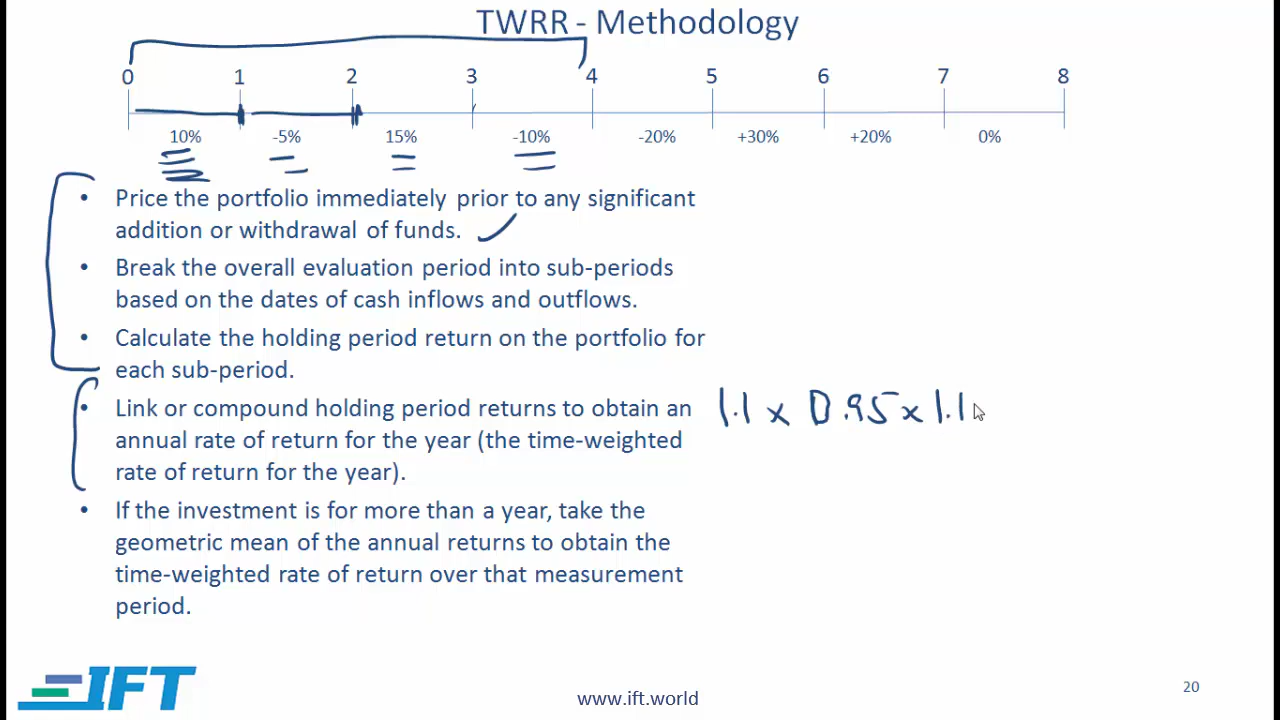 TWRR - Methodology
0 1 2 3 4 5 6 7 8
10% -5% 15% -10% -20% +30% +20% 0%
• Price the portfolio immediately prior to any significant
addition or withdrawal of funds.
• Break the overall evaluation period into sub-periods
based on the dates of cash inflows and outflows.
• Calculate the holding period return on the portfolio for
each sub-period.
• Link or compound holding period returns to obtain an
annual rate of return for the year (the time-weighted
rate of return for the year).
1.1 x 0.95 x 1.1
• If the investment is for more than a year, take the
geometric mean of the annual returns to obtain the
time-weighted rate of return over that measurement
period.
IFT
www.ift.world
20